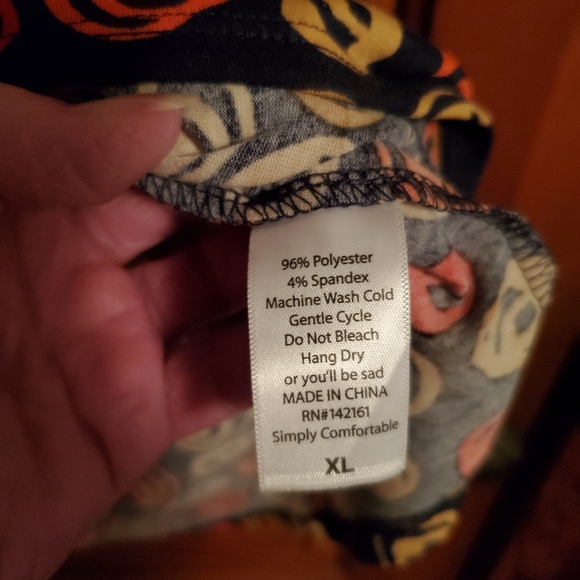 96% Polyester
4% Spandex
Machine Wash Cold
Gentle Cycle
Do Not Bleach
Hang Dry
or you'll be sad
MADE IN CHINA
RN#142161
Simply Comfortable
XL